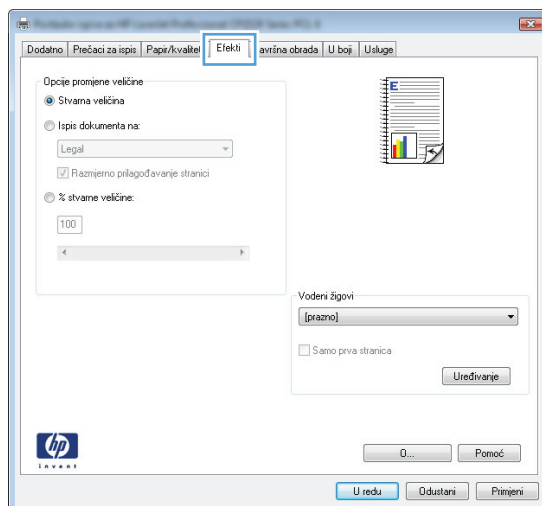 Dodatno Prečaci za ispis Papir/kvalitet Efekti avršna obrada U boji Usluge
Opcije promjene veličine
Stvarna veličina
Ispis dokumenta na:
Legal
Razmjerno prilagođavanje stranici
% stvarne veličine:
100
E
Vodeni žigovi
[prazno]
Samo prva stranica
Uređivanje
hp
invent
O... Pomoć
U redu Odustani Primjeni